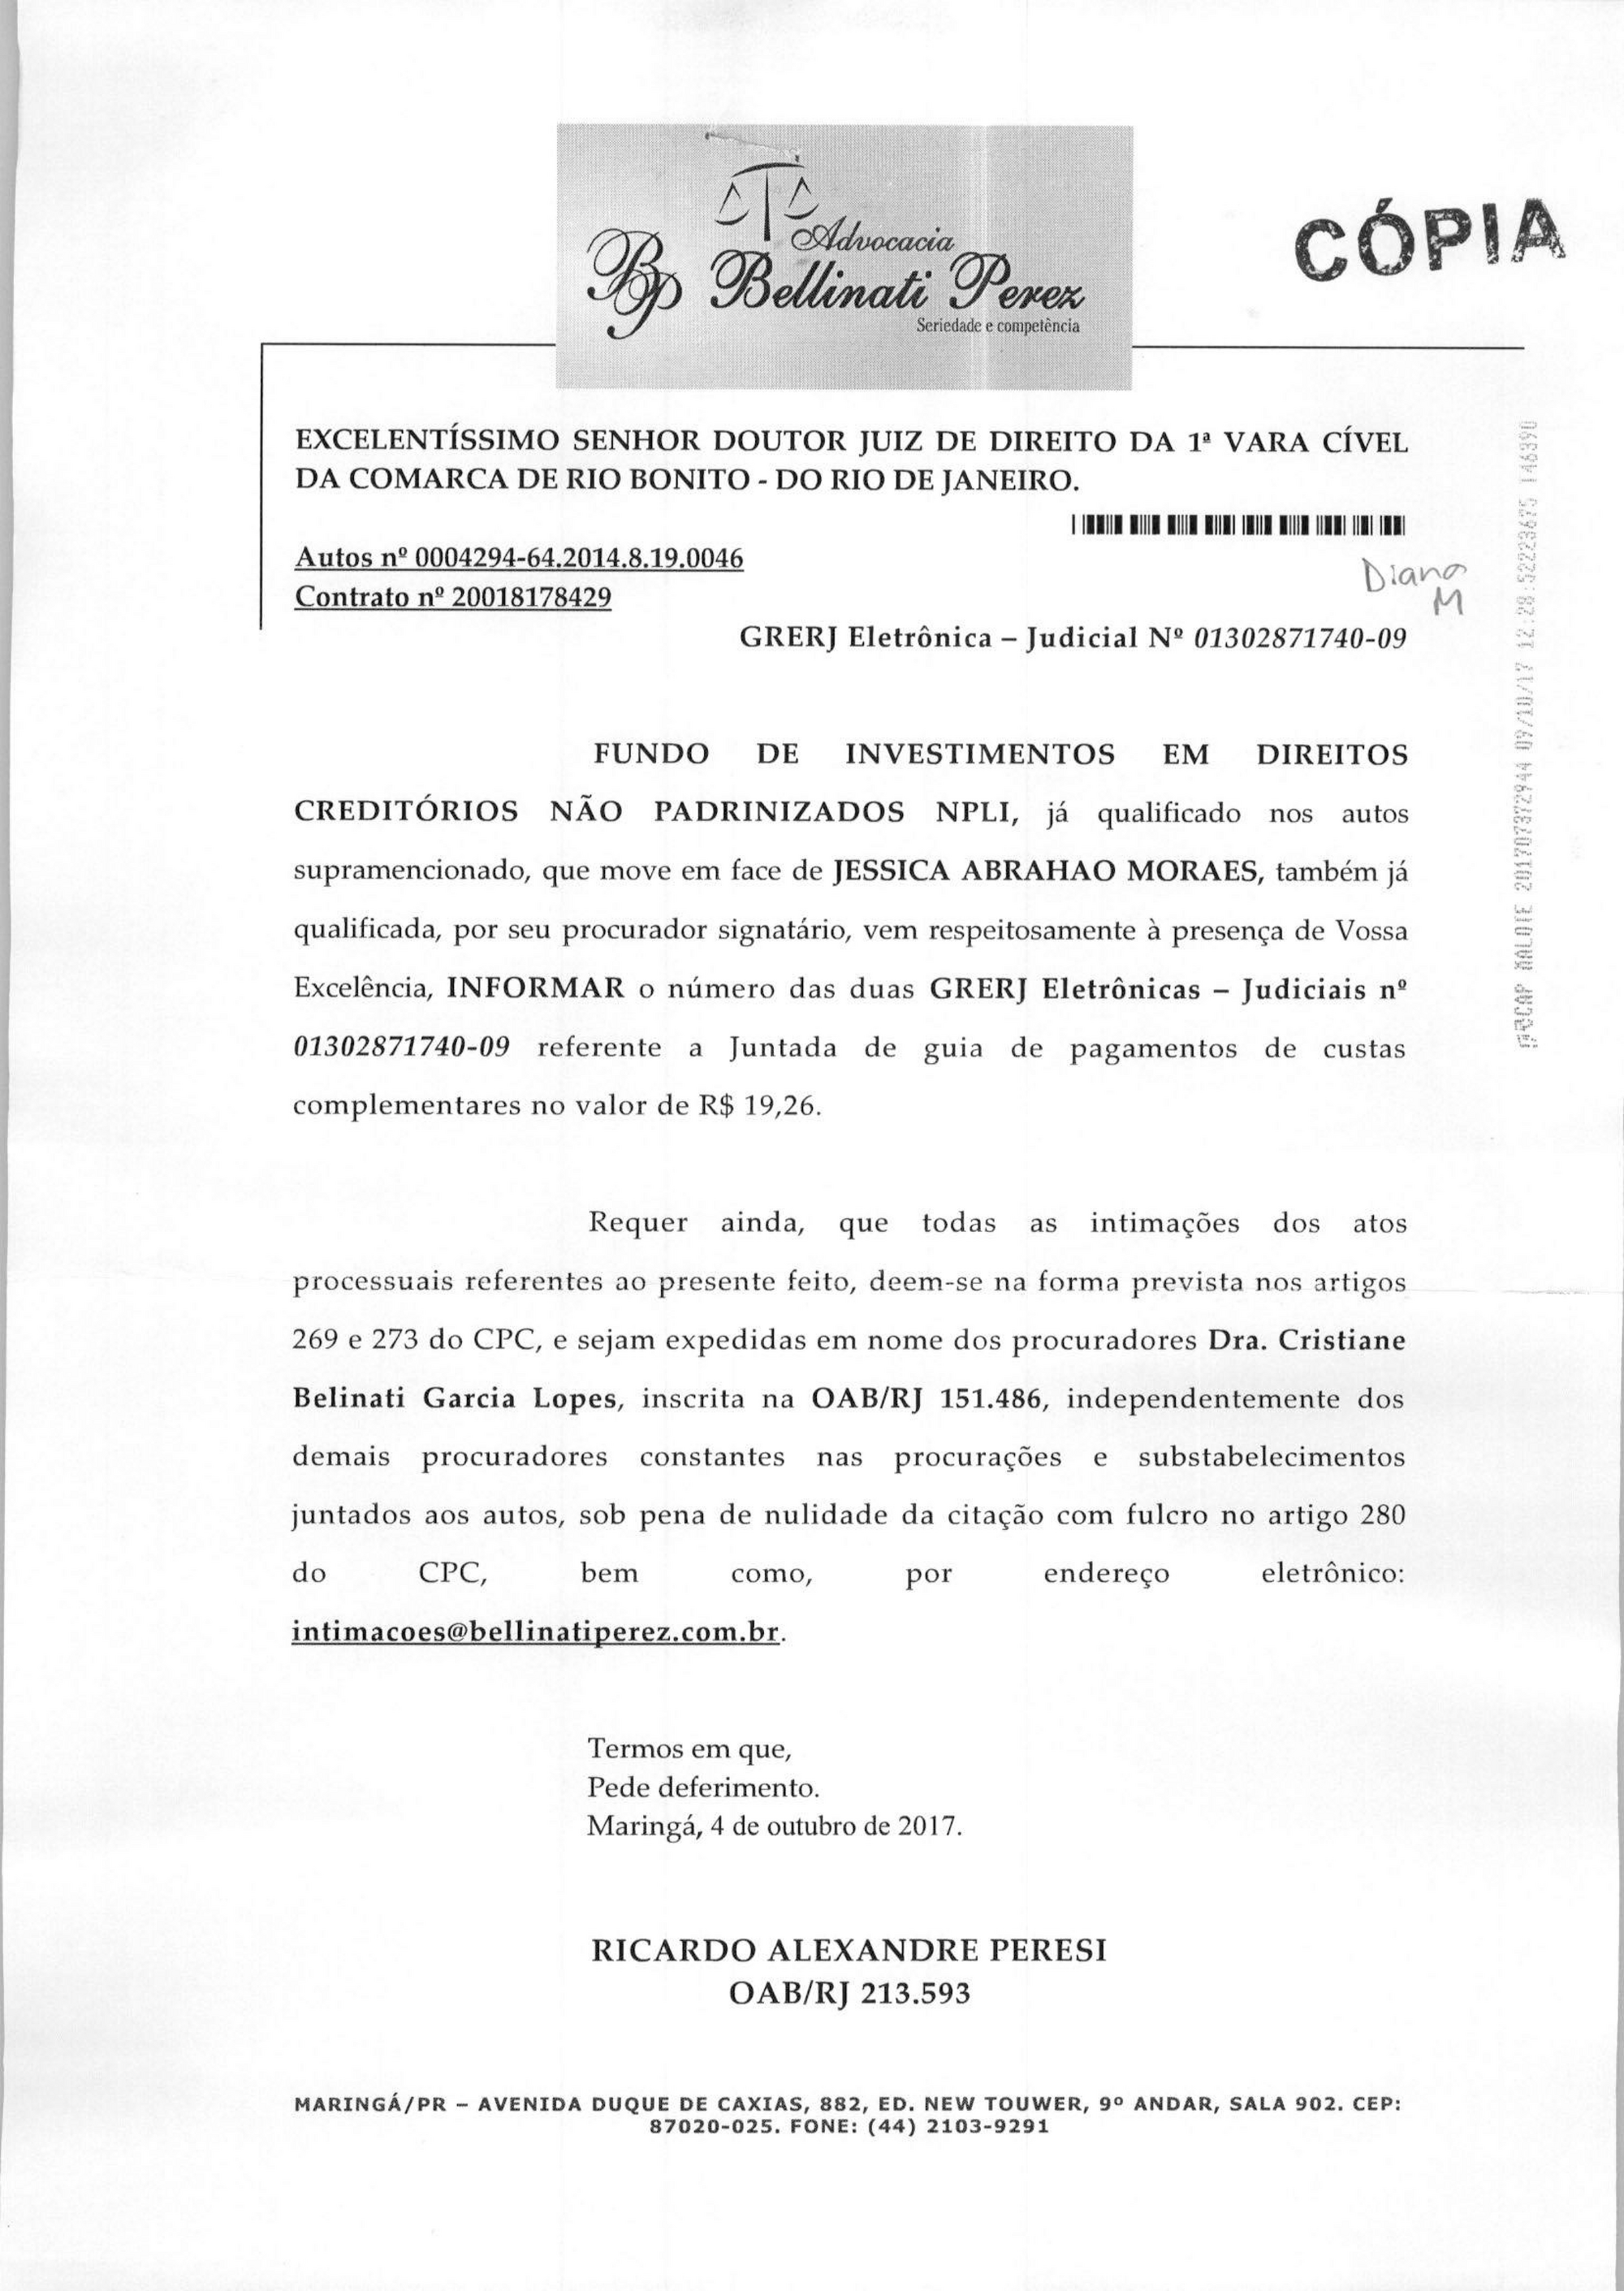 CÓPIA
Advocacia
BP Bellinati Perez
Seriedade e competência
EXCELENTÍSSIMO SENHOR DOUTOR JUIZ DE DIREITO DA 1ª VARA CÍVEL
DA COMARCA DE RIO BONITO - DO RIO DE JANEIRO.
Autos nº 0004294-64.2014.8.19.0046
Contrato nº 20018178429
Diana
M
GRERJ Eletrônica – Judicial Nº 01302871740-09
FUNDO DE INVESTIMENTOS EM DIREITOS
CREDITÓRIOS NÃO PADRINIZADOS NPLI, já qualificado nos autos
supramencionado, que move em face de JESSICA ABRAHAO MORAES, também já
qualificada, por seu procurador signatário, vem respeitosamente à presença de Vossa
Excelência, INFORMAR o número das duas GRERJ Eletrônicas – Judiciais nº
01302871740-09 referente a Juntada de guia de pagamentos de custas
complementares no valor de R$ 19,26.
Requer ainda, que todas as intimações dos atos
processuais referentes ao presente feito, deem-se na forma prevista nos artigos
269 e 273 do CPC, e sejam expedidas em nome dos procuradores Dra. Cristiane
Belinati Garcia Lopes, inscrita na OAB/RJ 151.486, independentemente dos
demais procuradores constantes nas procurações e substabelecimentos
juntados aos autos, sob pena de nulidade da citação com fulcro no artigo 280
do CPC, bem como, por endereço eletrônico:
intimacoes@bellinatiperez.com.br.
Termos em que,
Pede deferimento.
Maringá, 4 de outubro de 2017.
RICARDO ALEXANDRE PERESI
OAB/RJ 213.593
MARINGÁ/PR – AVENIDA DUQUE DE CAXIAS, 882, ED. NEW TOUWER, 9º ANDAR, SALA 902. CEP:
87020-025. FONE: (44) 2103-9291
MALOTE 201707372944 09/10/17